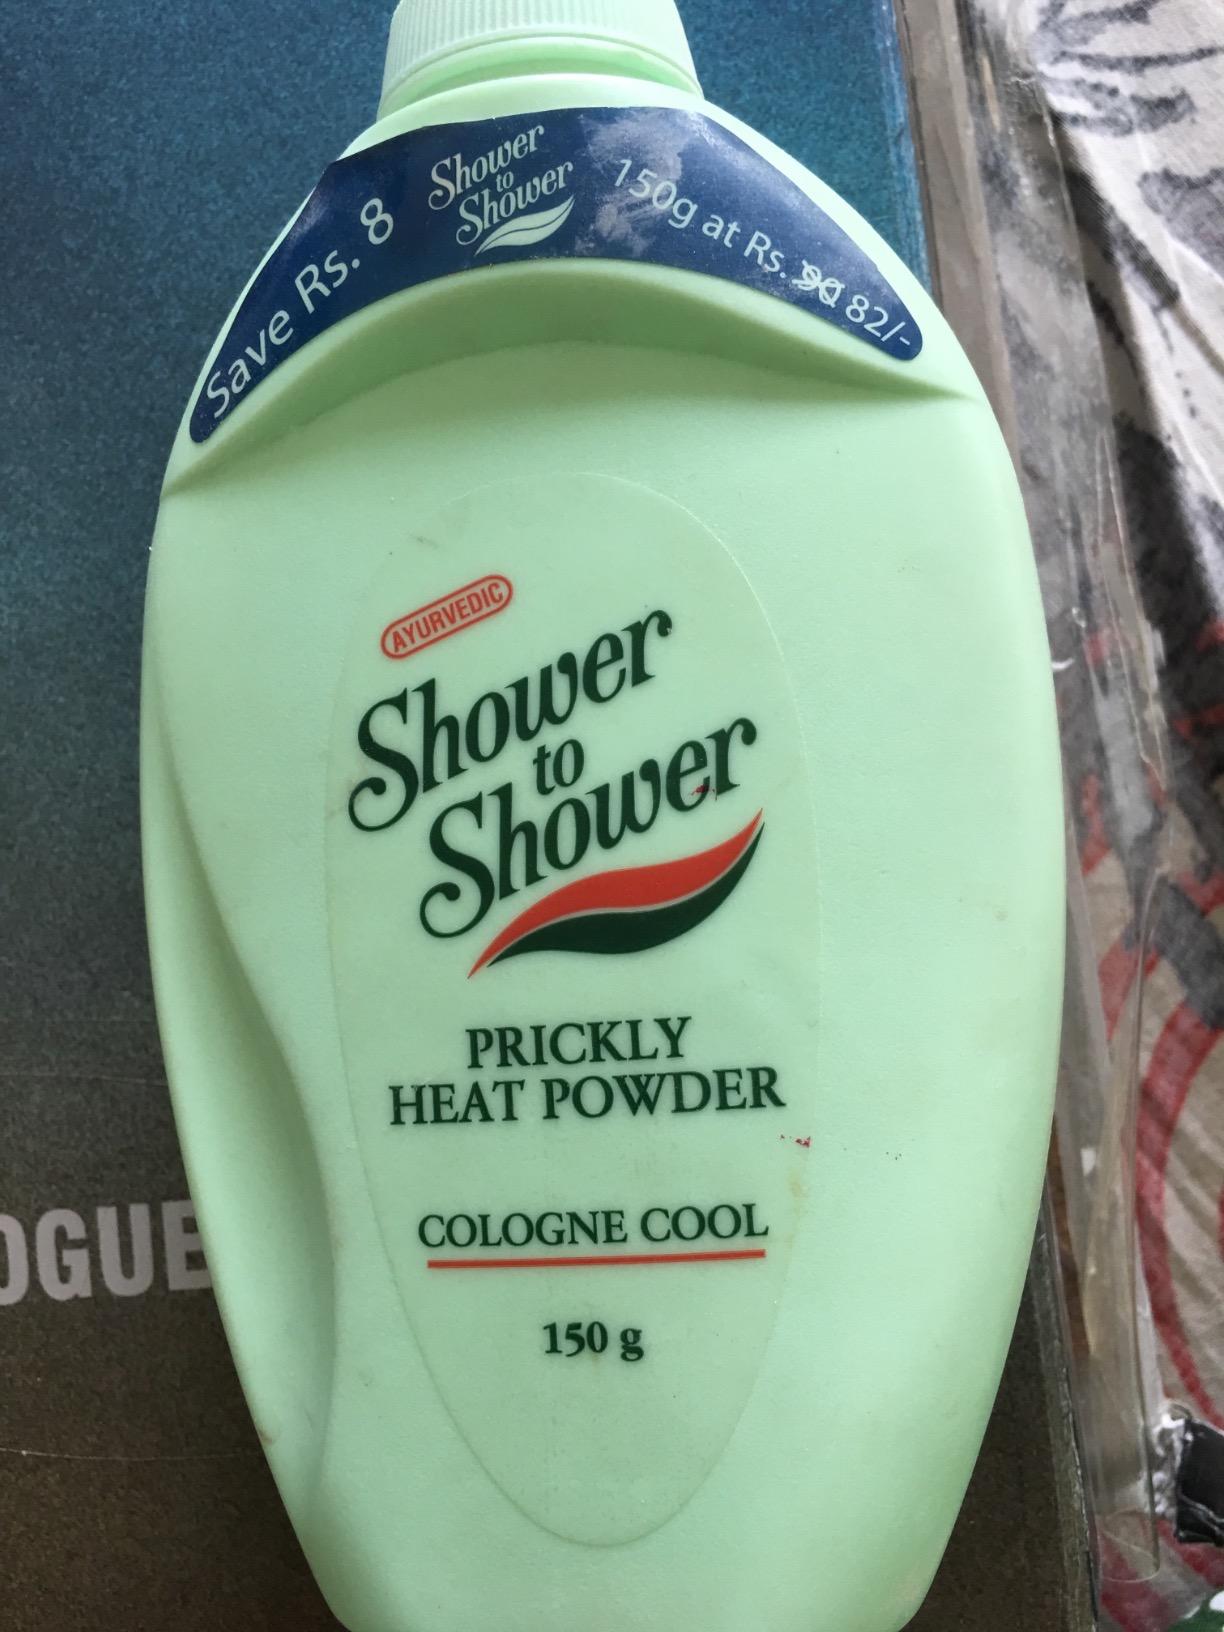 Save Rs. 8
Shower
to
Shower
150g at Rs. 90 82/-
AYURVEDIC
Shower
to
Shower
PRICKLY
HEAT POWDER
COLOGNE COOL
150 g
OGUE